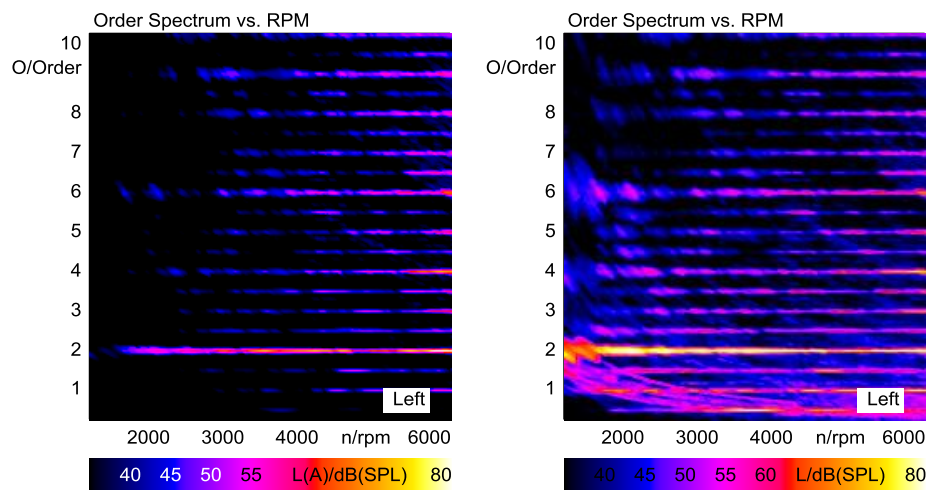 Order Spectrum vs. RPM
10
O/Order
8
7
6
5
4
3
2
1
Left
2000 3000 4000 n/rpm 6000
40 45 50 55 L(A)/dB(SPL) 80
Order Spectrum vs. RPM
10
O/Order
8
7
6
5
4
3
2
1
Left
2000 3000 4000 n/rpm 6000
40 45 50 55 60 L/dB(SPL) 80